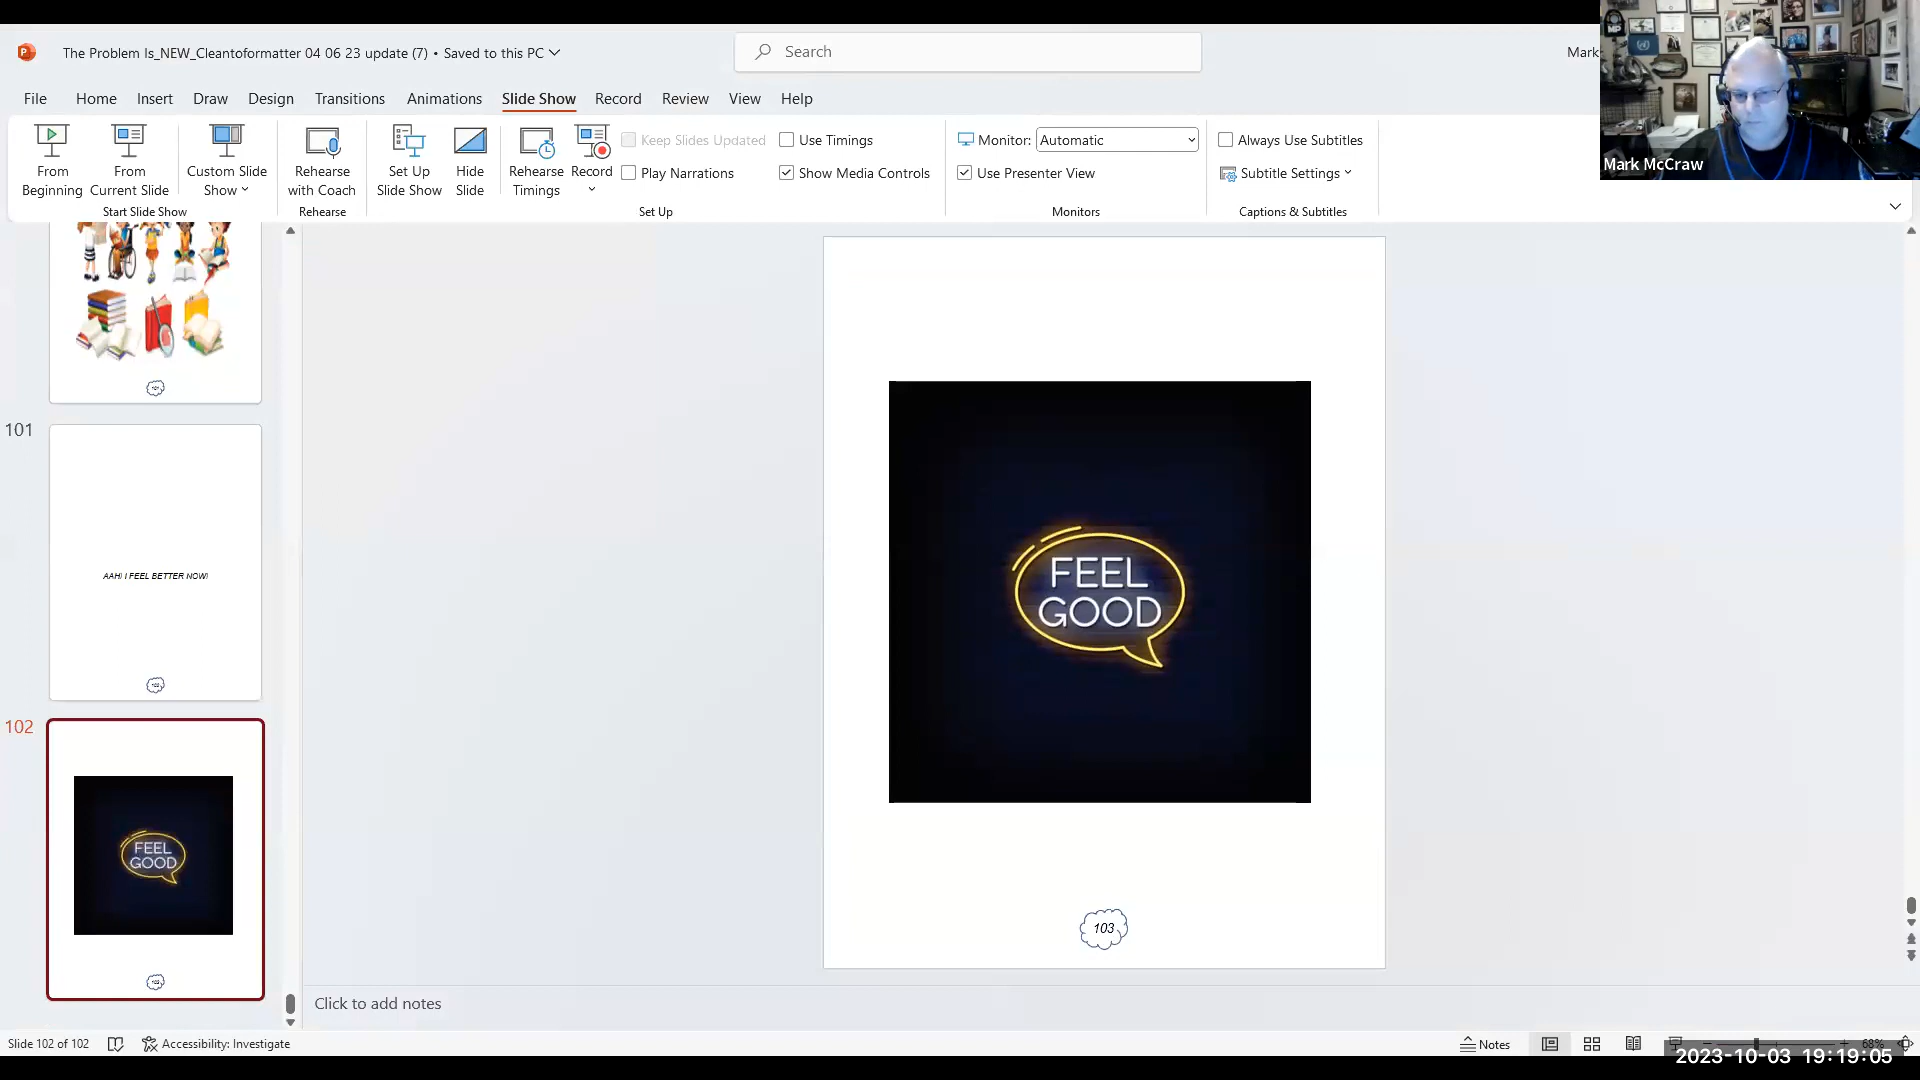 The Problem Is_NEW_Cleantoformatter 04 06 23 update (7) • Saved to this PC
Search
Mark
File Home Insert Draw Design Transitions Animations Slide Show Record Review View Help
From Beginning
From Current Slide
Custom Slide Show
Start Slide Show
Rehearse with Coach
Rehearse
Set Up Slide Show
Hide Slide
Rehearse Timings
Record
Keep Slides Updated
Play Narrations
Use Timings
Show Media Controls
Set Up
Monitor: Automatic
Use Presenter View
Monitors
Always Use Subtitles
Subtitle Settings
Captions & Subtitles
Mark McCraw
101
AAH! I FEEL BETTER NOW!
102
FEEL
GOOD
FEEL
GOOD
103
Click to add notes
Slide 102 of 102
Accessibility: Investigate
Notes
68%
2023-10-03 19:19:05